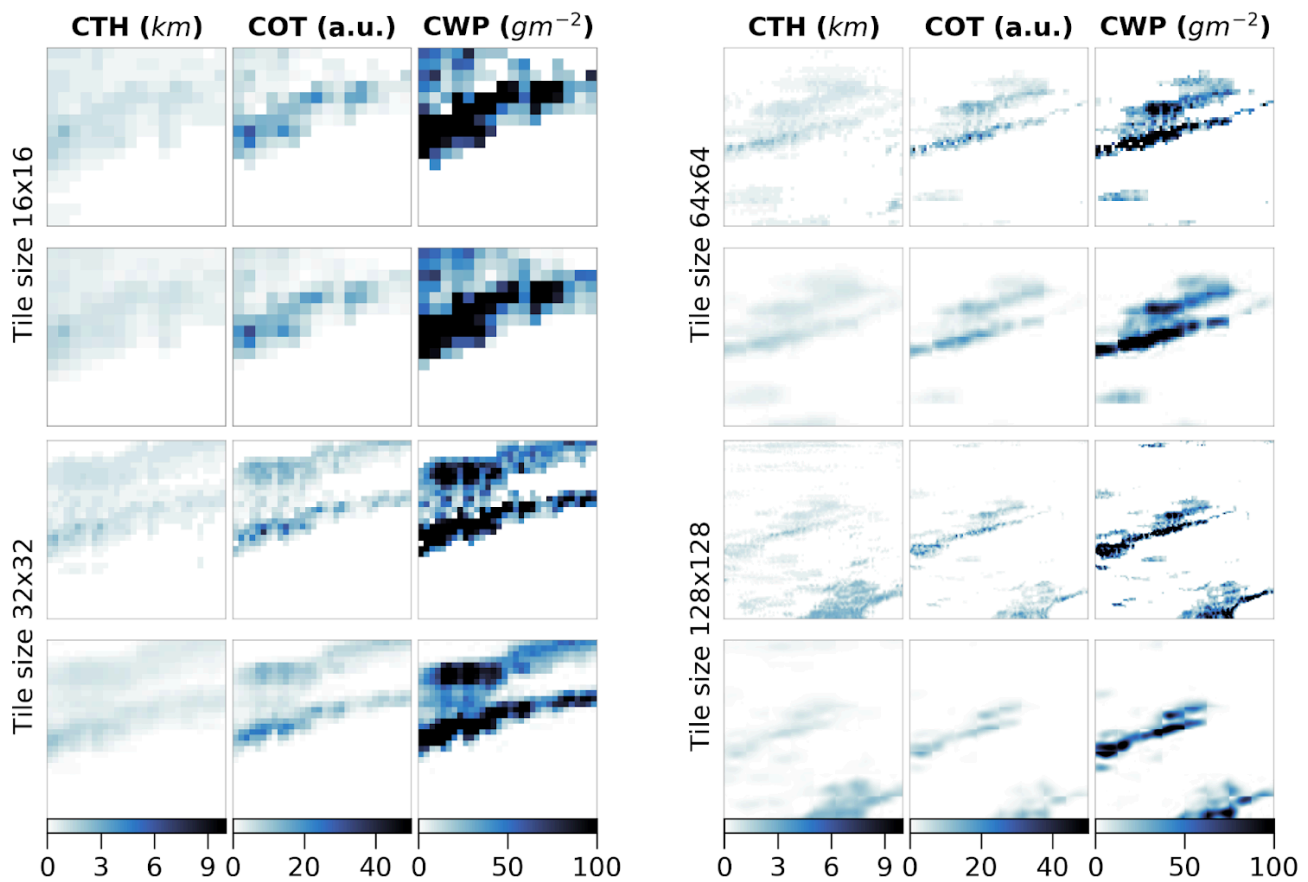 CTH (km) COT (a.u.) CWP (gm⁻²)
Tile size 16x16
Tile size 32x32
0 3 6 9 0 20 40 0 50 100
CTH (km) COT (a.u.) CWP (gm⁻²)
Tile size 64x64
Tile size 128x128
0 3 6 9 0 20 40 0 50 100